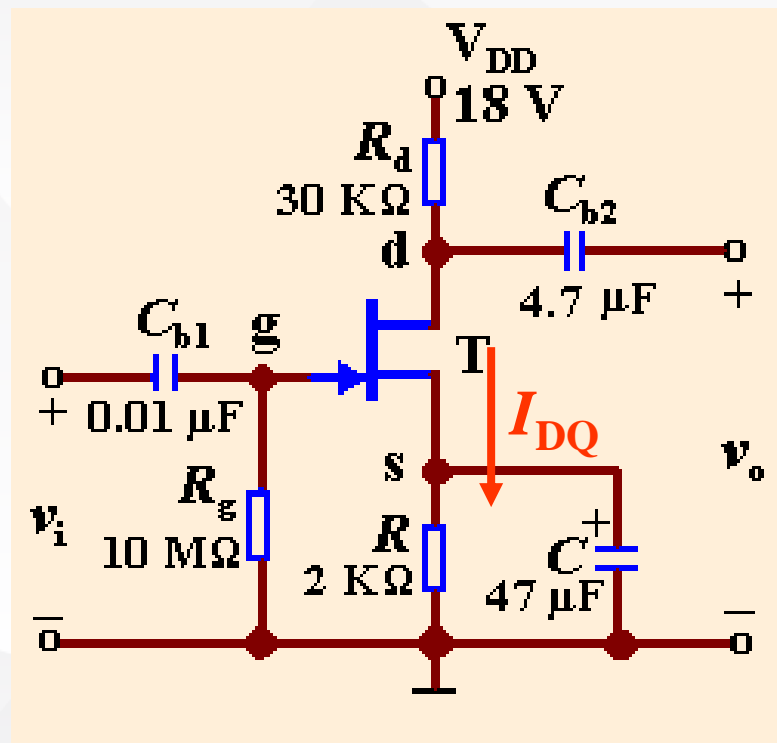 V_DD
18 V
R_d
30 KΩ
C_b2
d
4.7 μF
+
C_b1
g
T
+
0.01 μF
I_DQ
s
v_o
R_g
v_i
10 MΩ
R
2 KΩ
+
C
47 μF
—
—